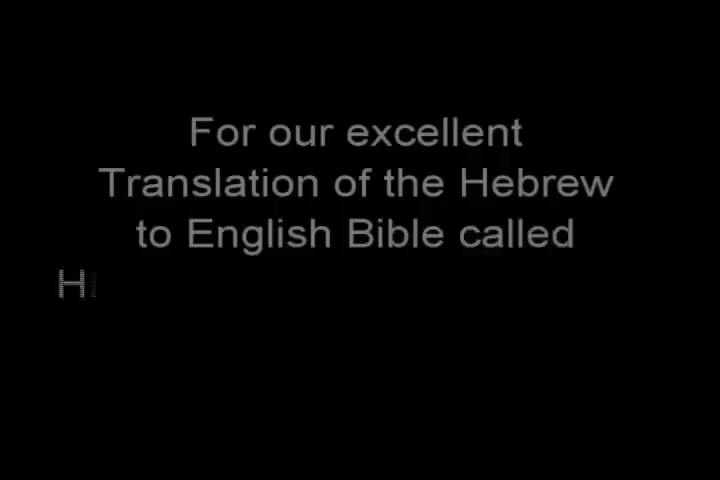 For our excellent
Translation of the Hebrew
to English Bible called
H